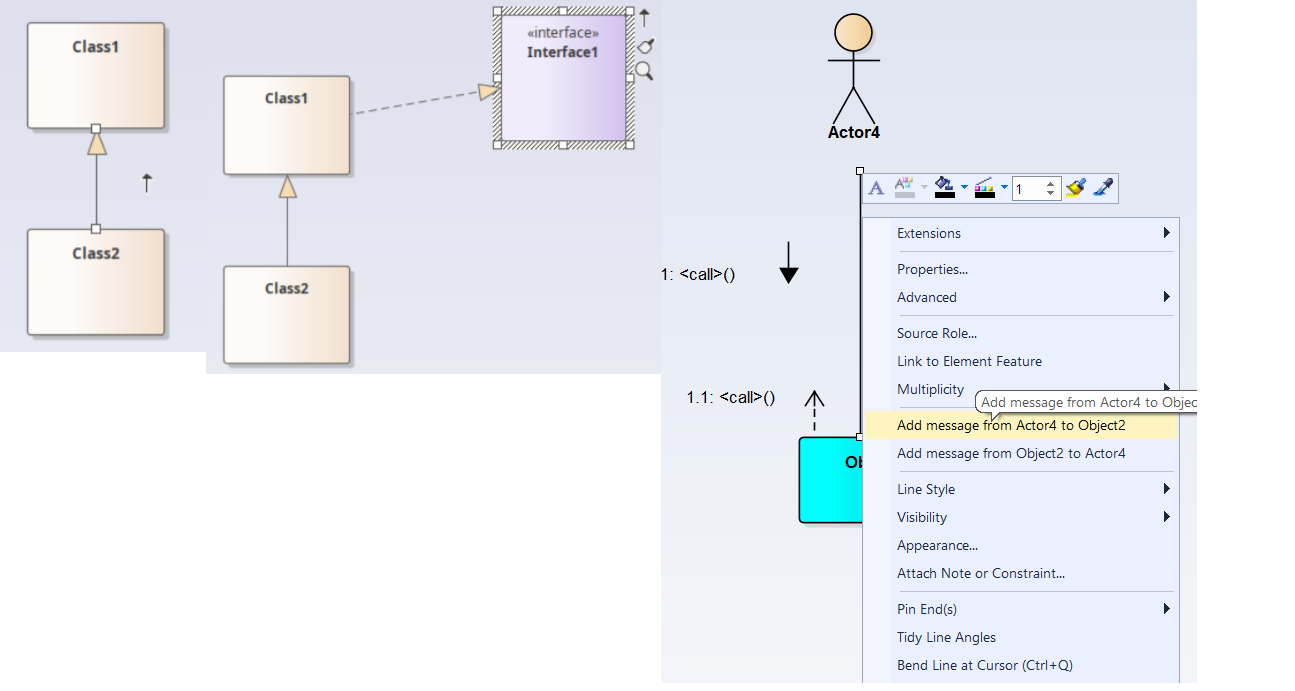 Class1
Class2
Class1
Class2
«interface»
Interface1
Actor4
1
1: <call>()
1.1: <call>()
Extensions
Properties...
Advanced
Source Role...
Link to Element Feature
Multiplicity
Add message from Actor4 to Objec
Add message from Actor4 to Object2
Add message from Object2 to Actor4
Line Style
Visibility
Appearance...
Attach Note or Constraint...
Pin End(s)
Tidy Line Angles
Bend Line at Cursor (Ctrl+Q)